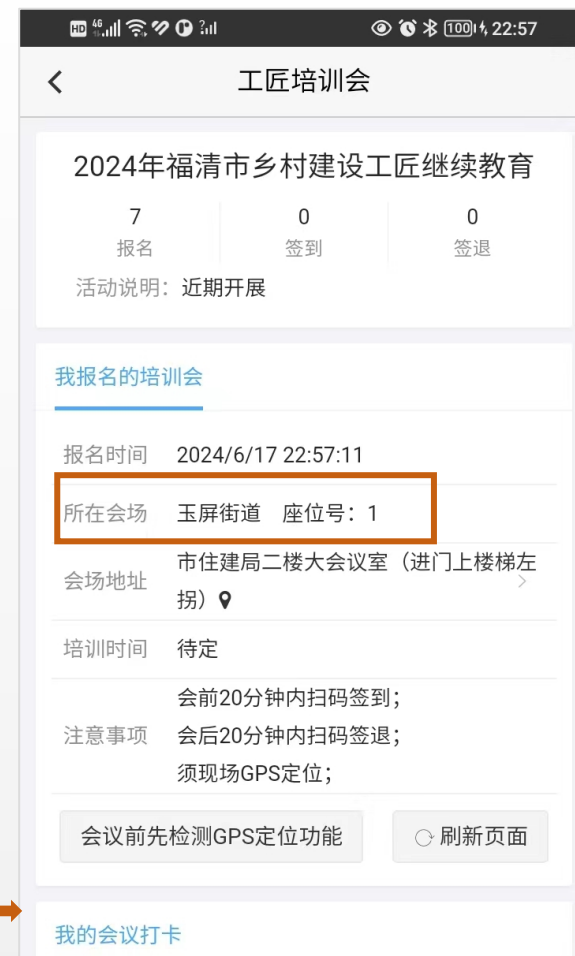 HD 46 100 22:57
工匠培训会
2024年福清市乡村建设工匠继续教育
7 0 0
报名 签到 签退
活动说明：近期开展
我报名的培训会
报名时间 2024/6/17 22:57:11
所在会场 玉屏街道 座位号：1
会场地址 市住建局二楼大会议室（进门上楼梯左
拐）
培训时间 待定
注意事项 会前20分钟内扫码签到；
会后20分钟内扫码签退；
须现场GPS定位；
会议前先检测GPS定位功能 刷新页面
我的会议打卡